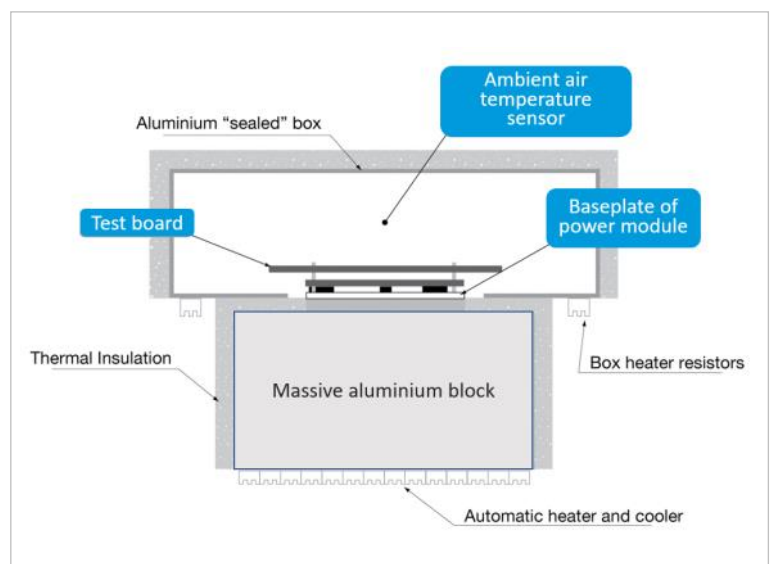 Ambient air
temperature
sensor
Aluminium “sealed” box
Test board
Baseplate of
power module
Thermal Insulation
Box heater resistors
Massive aluminium block
Automatic heater and cooler